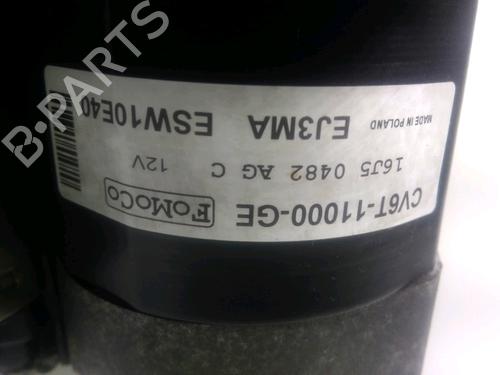 CV6T-11000-GE
FoMoCo
16J5 0482 AG C 12V
EJ3MA ESW10E40
MADE IN POLAND
B-PARTS